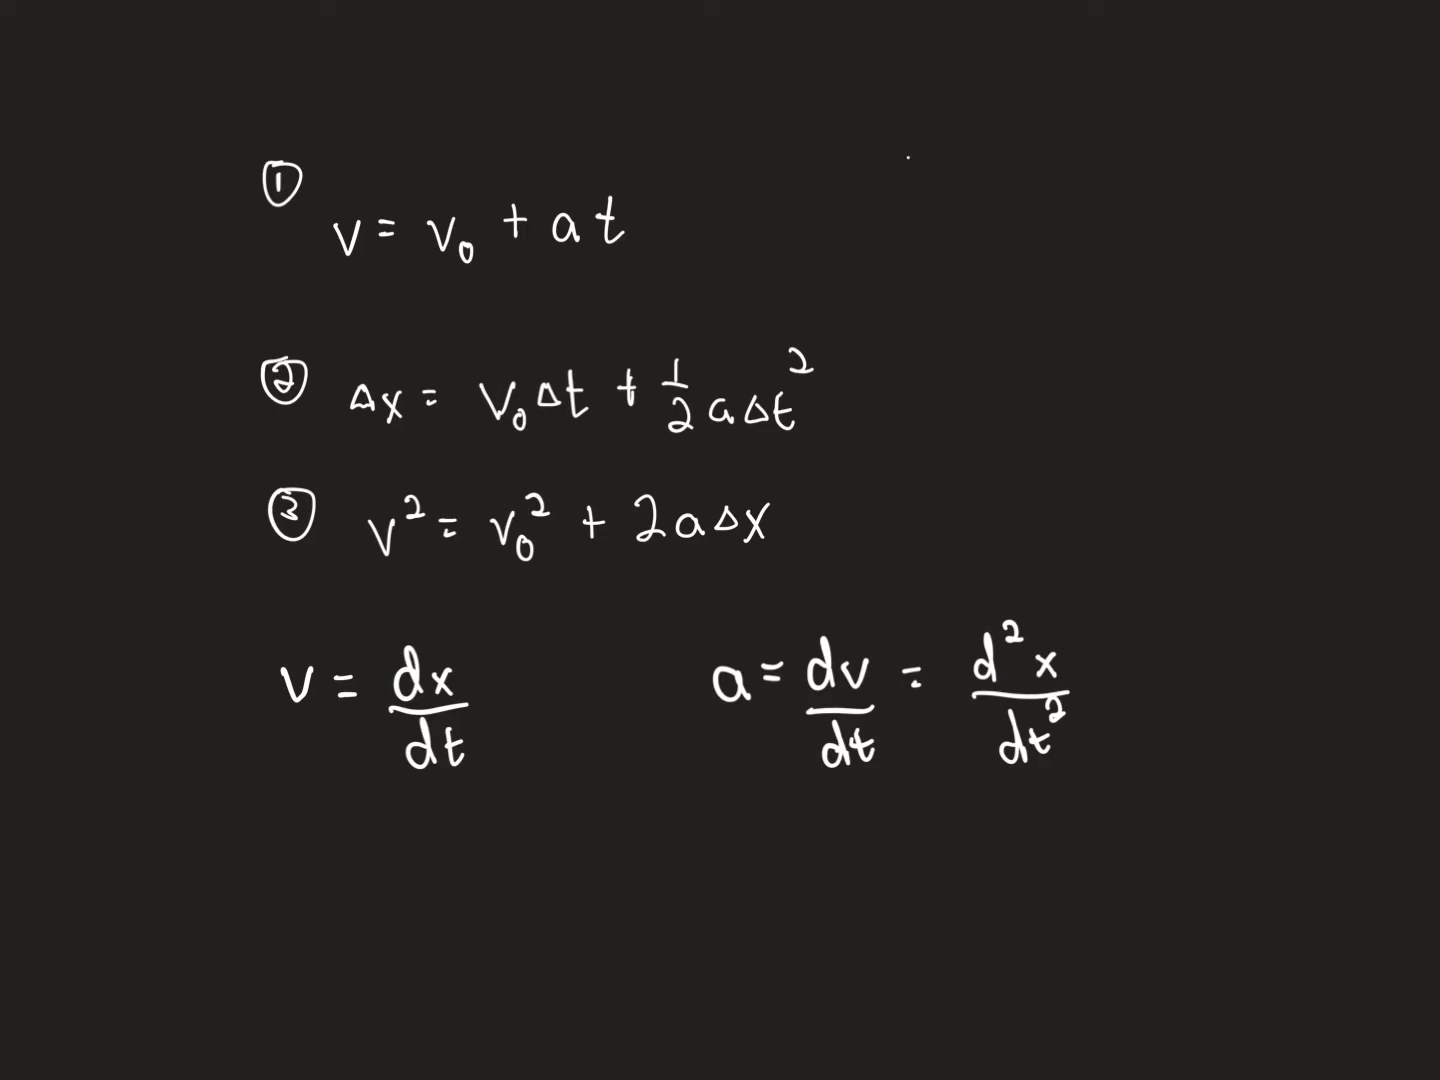 ① v = v₀ + at
② Δx = v₀Δt + ½aΔt²
③ v² = v₀² + 2aΔx
v = dx/dt    a = dv/dt = d²x/dt²